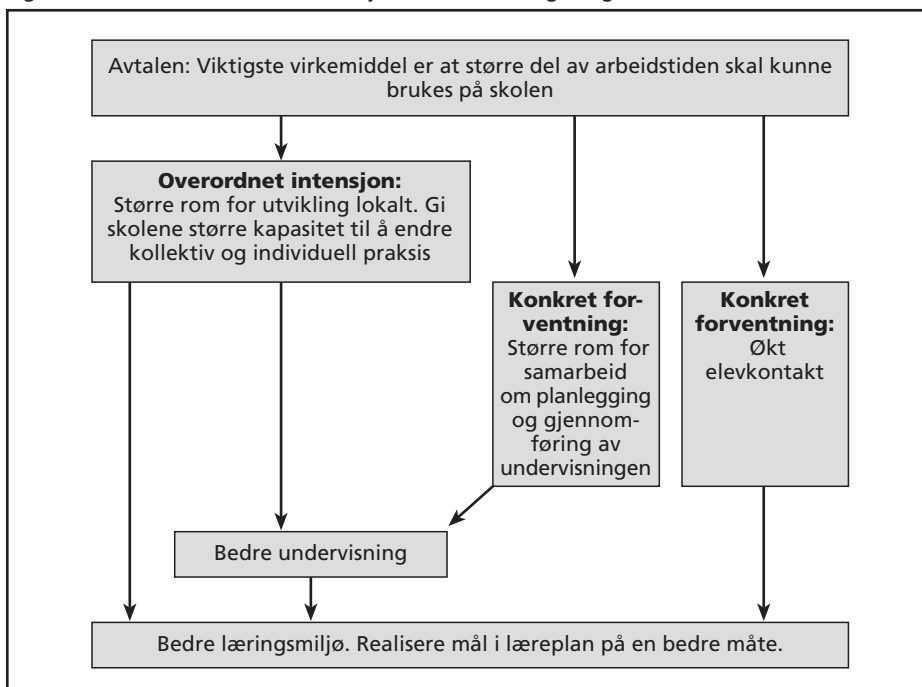 Avtalen: Viktigste virkemiddel er at større del av arbeidstiden skal kunne
brukes på skolen
Overordnet intensjon:
Større rom for utvikling lokalt. Gi
skolene større kapasitet til å endre
kollektiv og individuell praksis
Konkret for-
ventning:
Større rom for
samarbeid
om planlegging
og gjennom-
føring av
undervisningen
Konkret
forventning:
Økt
elevkontakt
Bedre undervisning
Bedre læringsmiljø. Realisere mål i læreplan på en bedre måte.